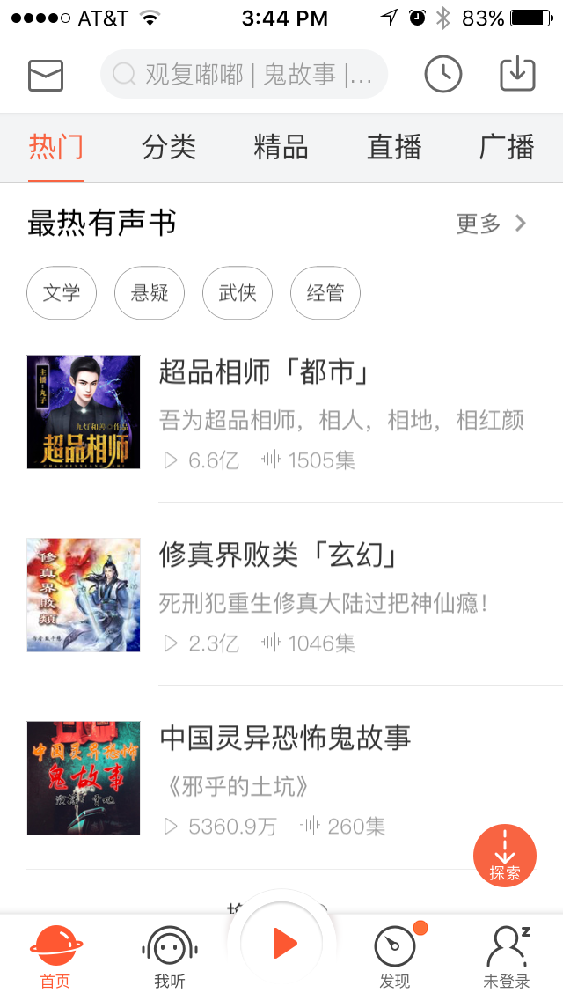 AT&T 3:44 PM 83%
观复嘟嘟 | 鬼故事 |...
热门 分类 精品 直播 广播
最热有声书 更多
文学 悬疑 武侠 经管
主播:丸子
九灯和善◎作品
超品相师
超品相师「都市」
吾为超品相师，相人，相地，相红颜
6.6亿 1505集
修真界败類
修真界败类「玄幻」
死刑犯重生修真大陆过把神仙瘾！
2.3亿 1046集
中国灵异恐怖
鬼故事
中国灵异恐怖鬼故事
《邪乎的土坑》
5360.9万 260集
探索
首页 我听 发现 未登录